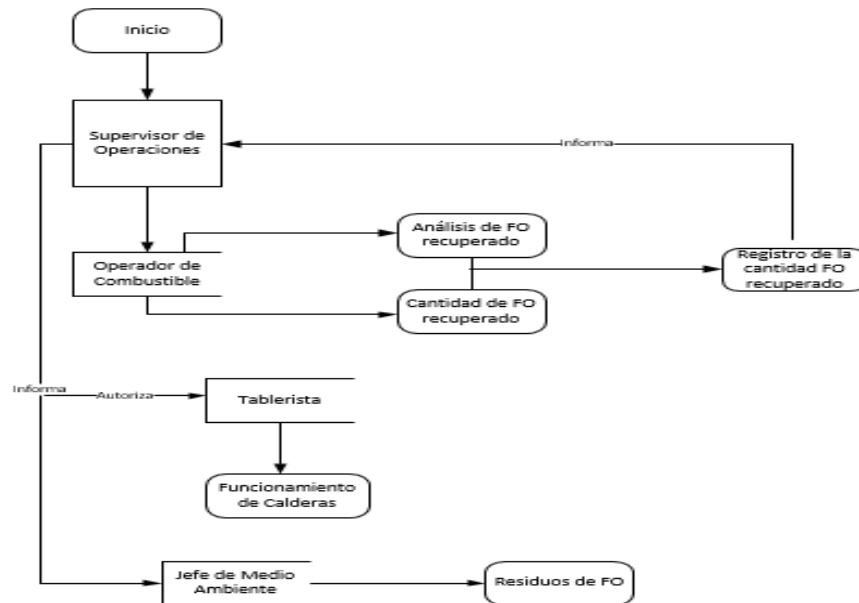 Inicio
Supervisor de
Operaciones
Informa
Análisis de FO
recuperado
Operador de
Combustible
Registro de la
cantidad FO
recuperado
Cantidad de FO
recuperado
Informa
Autoriza
Tablerista
Funcionamiento
de Calderas
Jefe de Medio
Ambiente
Residuos de FO